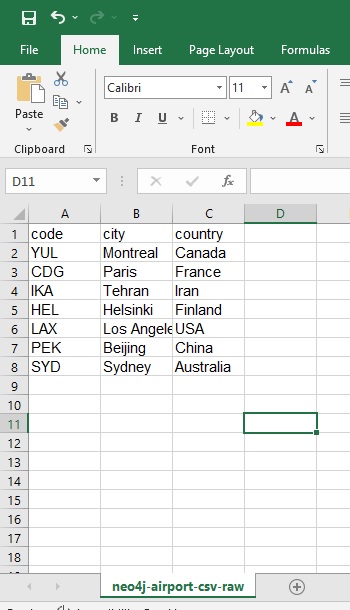 File Home Insert Page Layout Formulas
Calibri 11 A A
Paste B I U A
Clipboard Font
D11 fx
A B C D
1 code city country
2 YUL Montreal Canada
3 CDG Paris France
4 IKA Tehran Iran
5 HEL Helsinki Finland
6 LAX Los Angele USA
7 PEK Beijing China
8 SYD Sydney Australia
9
10
11
12
13
14
15
16
17
18
neo4j-airport-csv-raw